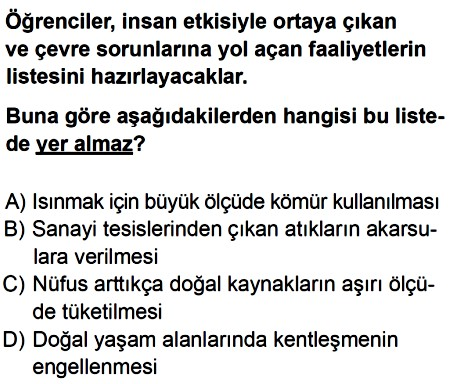 Öğrenciler, insan etkisiyle ortaya çıkan
ve çevre sorunlarına yol açan faaliyetlerin
listesini hazırlayacaklar.
Buna göre aşağıdakilerden hangisi bu liste-
de yer almaz?
A) Isınmak için büyük ölçüde kömür kullanılması
B) Sanayi tesislerinden çıkan atıkların akarsu-
lara verilmesi
C) Nüfus arttıkça doğal kaynakların aşırı ölçü-
de tüketilmesi
D) Doğal yaşam alanlarında kentleşmenin
engellenmesi